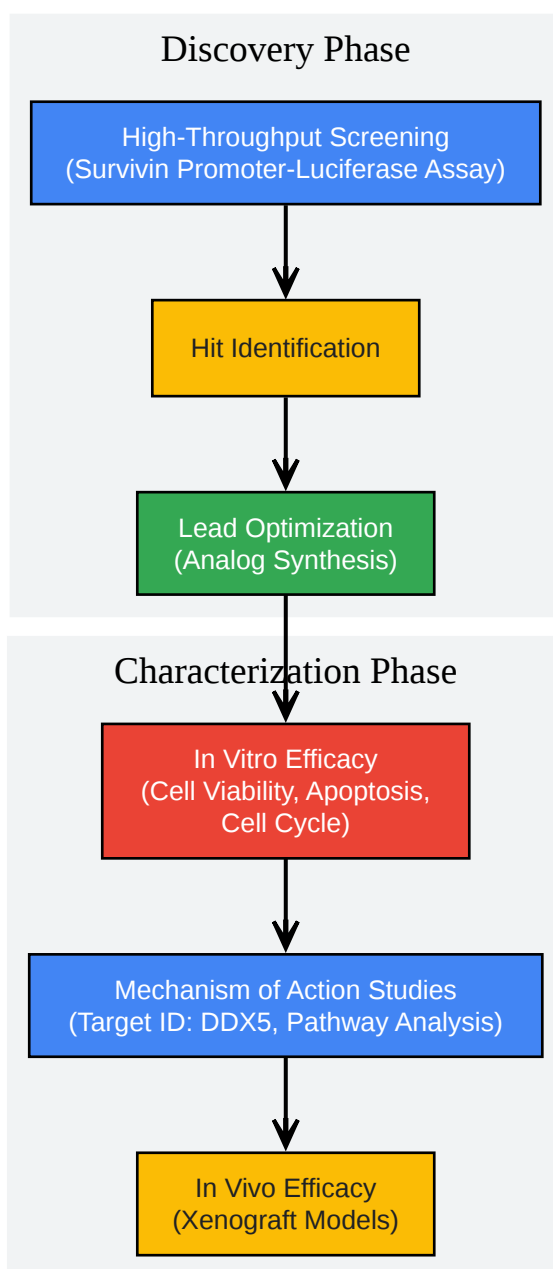 Discovery Phase
High-Throughput Screening
(Survivin Promoter-Luciferase Assay)
Hit Identification
Lead Optimization
(Analog Synthesis)
Characterization Phase
In Vitro Efficacy
(Cell Viability, Apoptosis,
Cell Cycle)
Mechanism of Action Studies
(Target ID: DDX5, Pathway Analysis)
In Vivo Efficacy
(Xenograft Models)